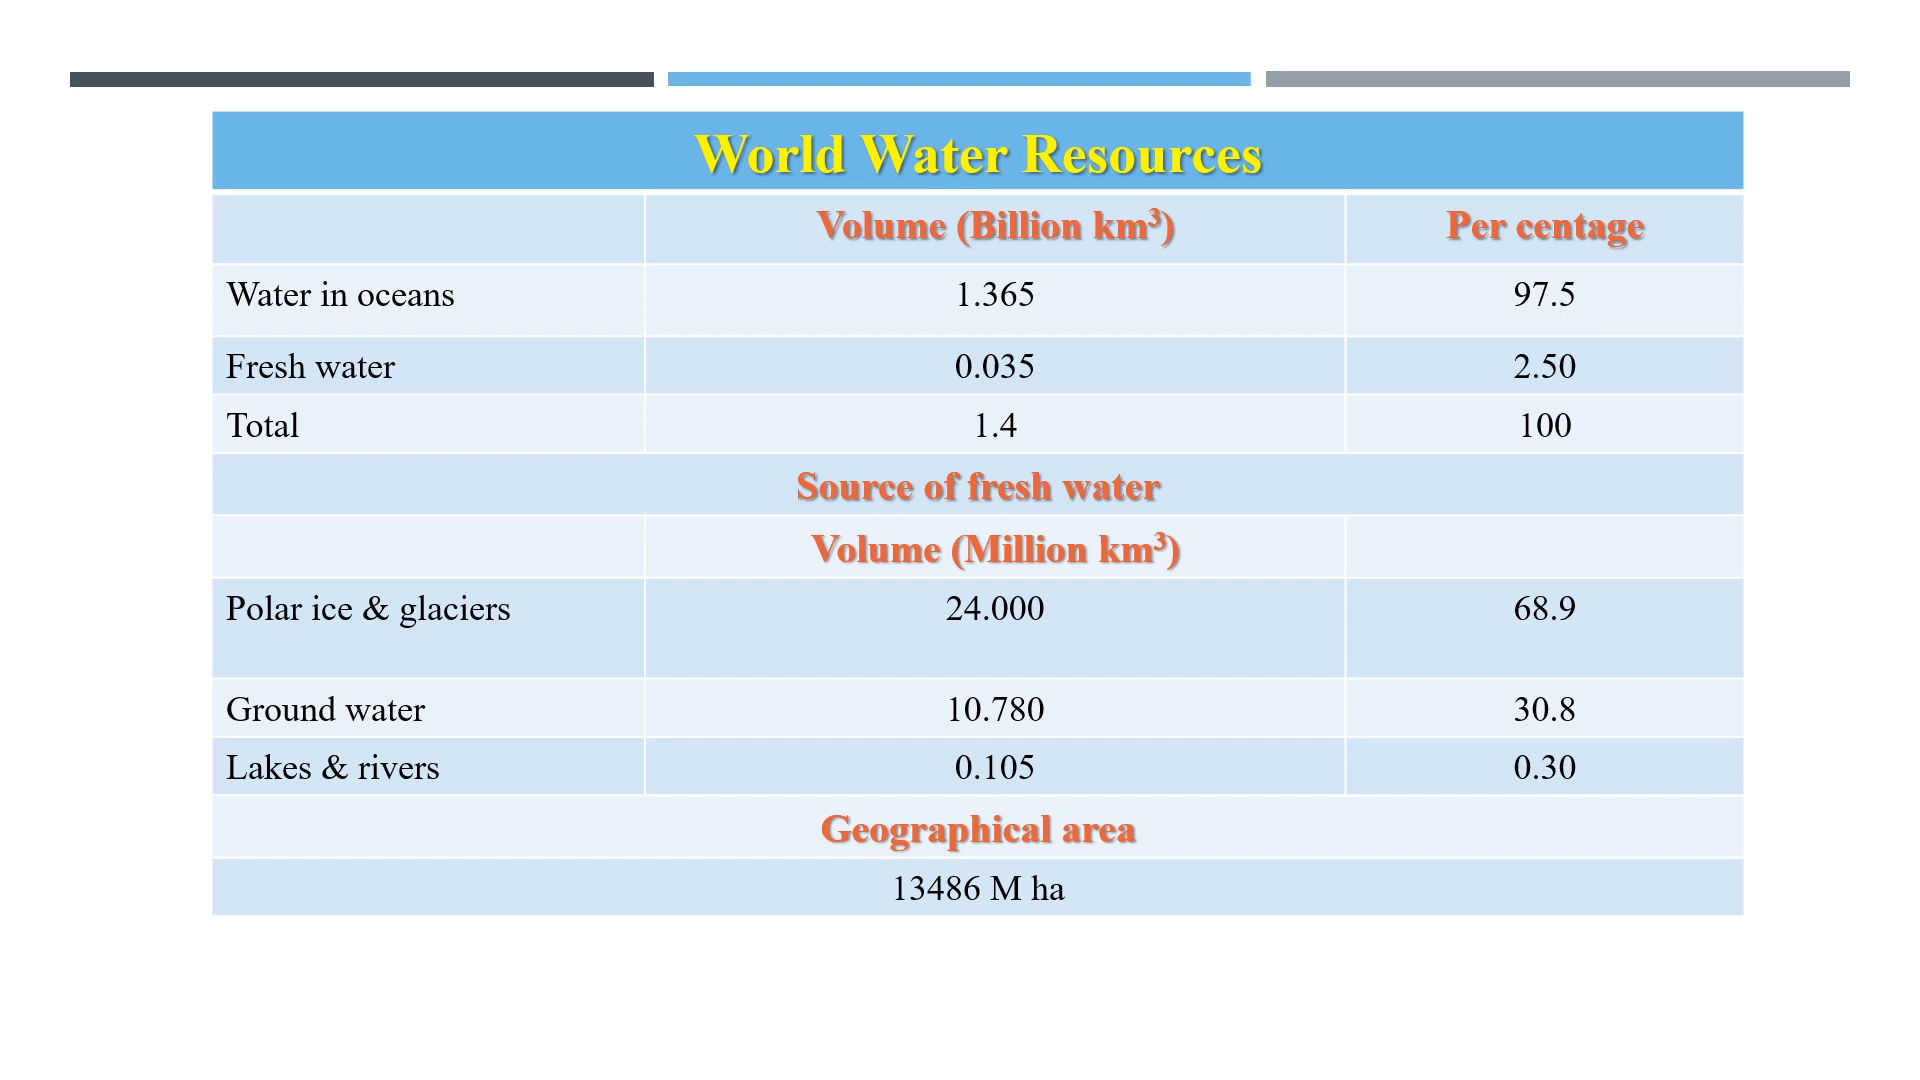 World Water Resources
Volume (Billion km³) Per centage
Water in oceans 1.365 97.5
Fresh water 0.035 2.50
Total 1.4 100
Source of fresh water
Volume (Million km³)
Polar ice & glaciers 24.000 68.9
Ground water 10.780 30.8
Lakes & rivers 0.105 0.30
Geographical area
13486 M ha